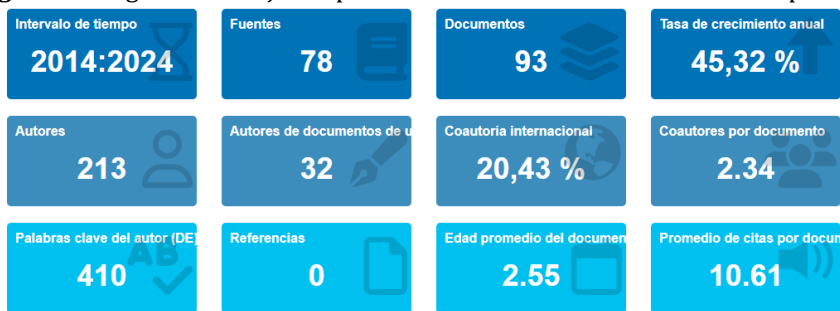 Intervalo de tiempo
2014:2024
Fuentes
78
Documentos
93
Tasa de crecimiento anual
45,32 %
Autores
213
Autores de documentos de u
32
Coautoria internacional
20,43 %
Coautores por documento
2.34
Palabras clave del autor (DE)
410
Referencias
0
Edad promedio del documen
2.55
Promedio de citas por docum
10.61